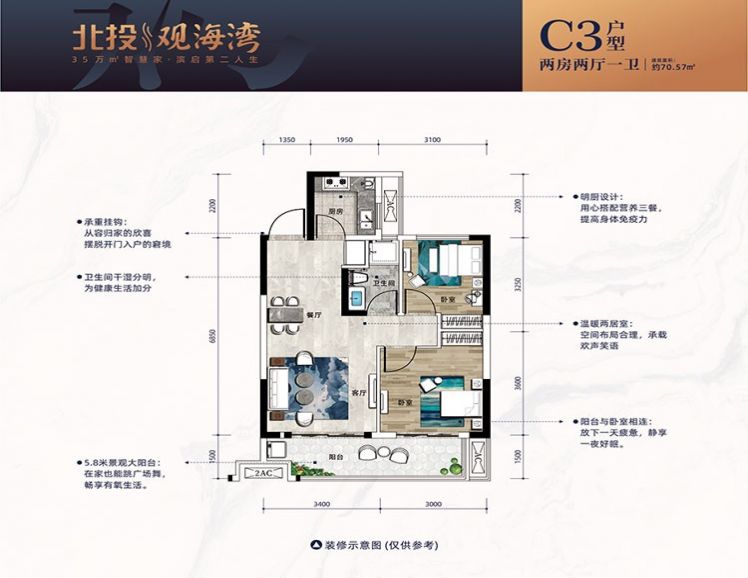 北投观海湾
35万㎡智慧家·滨启第二人生
C3户型
两房两厅一卫
建筑面积:
约70.57㎡
1350 1950 3100
2200
6850
1500
2200
3250
3600
1500
承重挂钩:
从容归家的欣喜
摆脱开门入户的窘境
卫生间干湿分明,
为健康生活加分
5.8米景观大阳台:
在家也能跳广场舞,
畅享有氧生活。
明厨设计:
用心搭配营养三餐,
提高身体免疫力
温暖两居室:
空间布局合理,承载
欢声笑语
阳台与卧室相连:
放下一天疲惫,静享
一夜好眠。
厨房
AC
卫生间
卧室
餐厅
客厅
卧室
阳台
2AC
AC
3400 3000
装修示意图 (仅供参考)